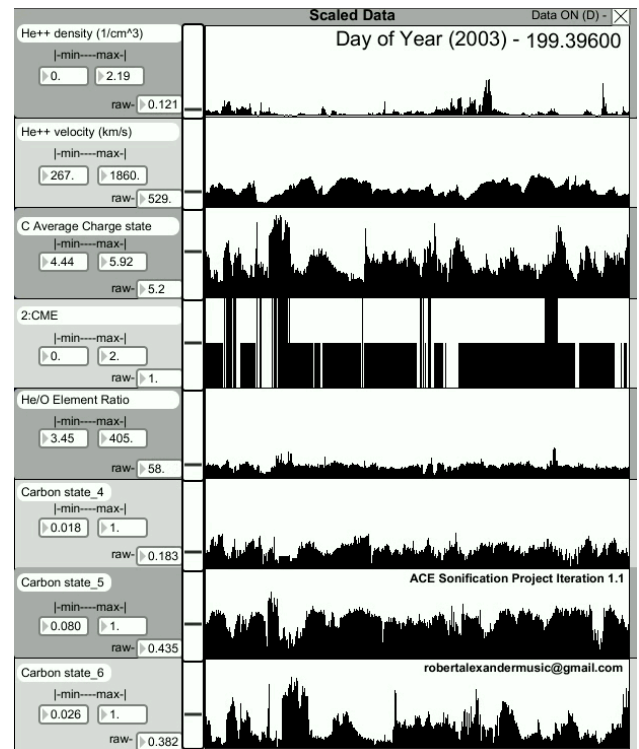 Scaled Data
Data ON (D) -
He++ density (1/cm^3)
|-min----max-|
0. 2.19
raw- 0.121
Day of Year (2003) - 199.39600
He++ velocity (km/s)
|-min----max-|
267. 1860.
raw- 529.
C Average Charge state
|-min----max-|
4.44 5.92
raw- 5.2
2:CME
|-min----max-|
0. 2.
raw- 1.
He/O Element Ratio
|-min----max-|
3.45 405.
raw- 58.
Carbon state_4
|-min----max-|
0.018 1.
raw- 0.183
Carbon state_5
|-min----max-|
0.080 1.
raw- 0.435
ACE Sonification Project Iteration 1.1
Carbon state_6
|-min----max-|
0.026 1.
raw- 0.382
robertalexandermusic@gmail.com